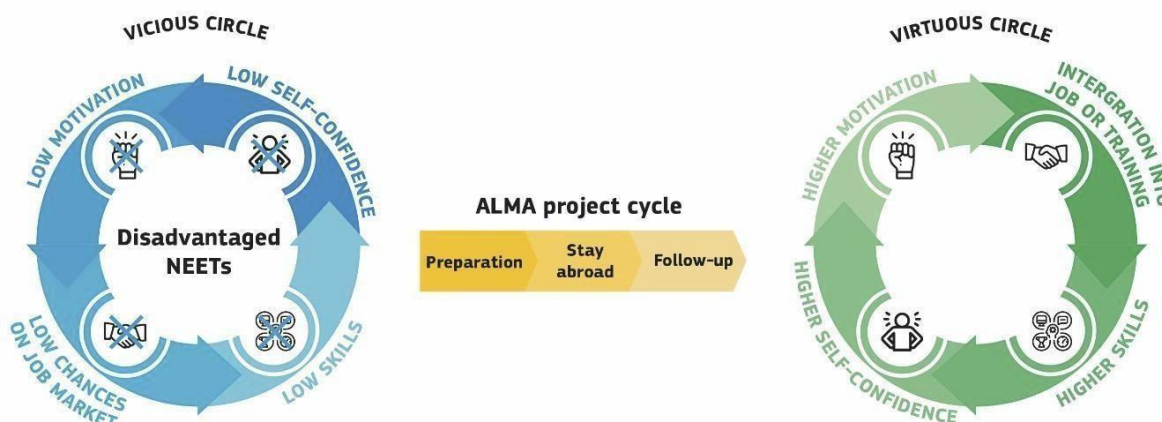 VICIOUS CIRCLE
LOW MOTIVATION
LOW SELF-CONFIDENCE
Disadvantaged
NEETs
LOW CHANCES
ON JOB MARKET
LOW SKILLS
ALMA project cycle
Preparation
Stay
abroad
Follow-up
VIRTUOUS CIRCLE
HIGHER MOTIVATION
INTERGRATION INTO
JOB OR TRAINING
HIGHER SELF-CONFIDENCE
HIGHER SKILLS